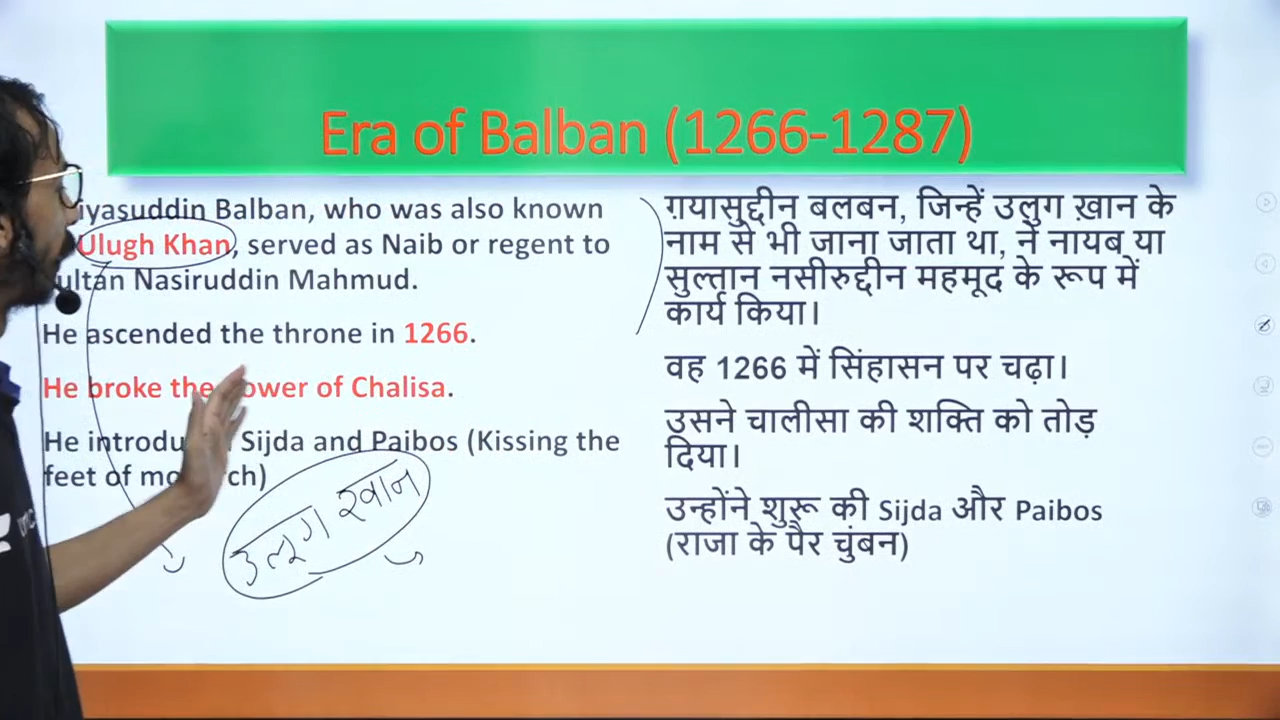 Era of Balban (1266-1287)
iyasuddin Balban, who was also known
Ulugh Khan, served as Naib or regent to
ultan Nasiruddin Mahmud.
He ascended the throne in 1266.
He broke the ower of Chalisa.
He introdu Sijda and Paibos (Kissing the
feet of mo rch)
उलूग खान
ग़यासुद्दीन बलबन, जिन्हें उलुग ख़ान के
नाम से भी जाना जाता था, ने नायब या
सुल्तान नसीरुद्दीन महमूद के रूप में
कार्य किया।
वह 1266 में सिंहासन पर चढ़ा।
उसने चालीसा की शक्ति को तोड़
दिया।
उन्होंने शुरू की Sijda और Paibos
(राजा के पैर चुंबन)